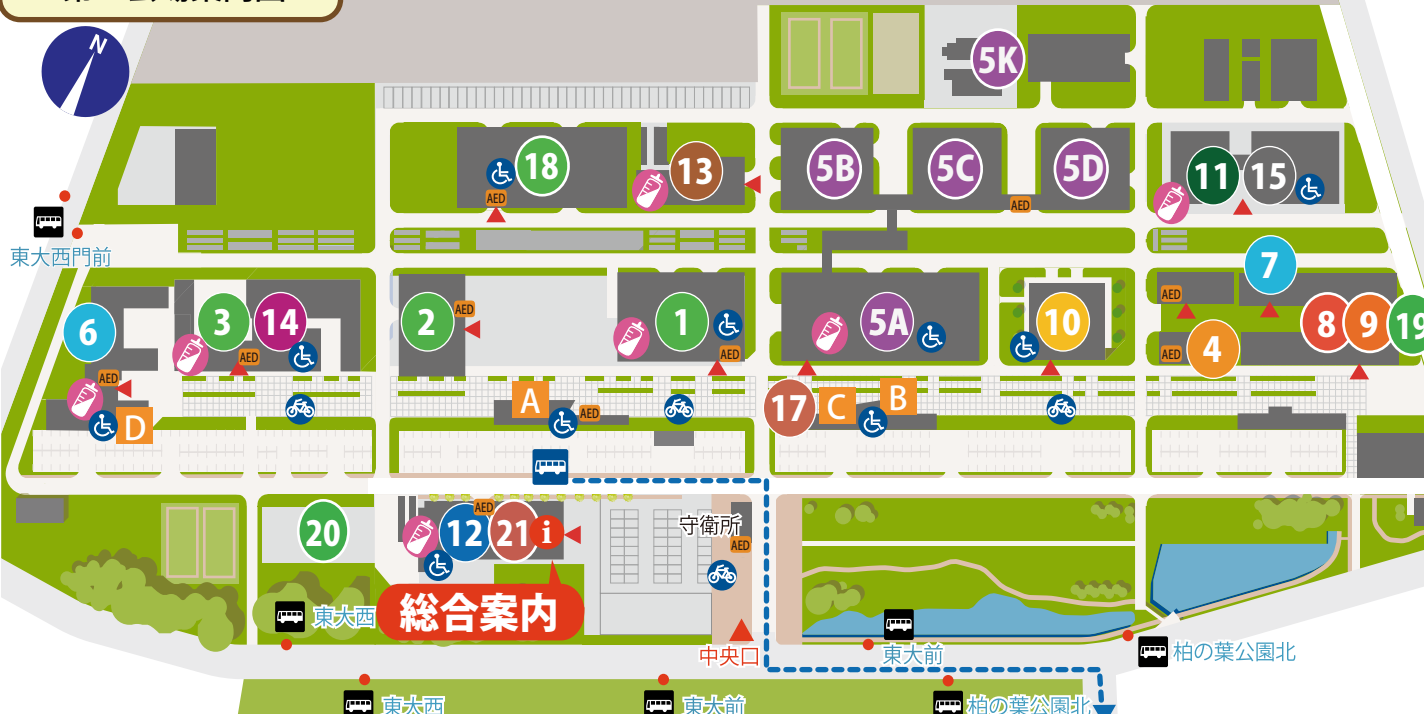 N
5K
18
13
5B
5C
5D
11
15
AED
AED
東大西門前
7
6
3
14
2
1
5A
10
8
9
19
4
AED
AED
AED
AED
AED
AED
A
AED
17
C
B
D
20
12
21
i
AED
守衛所
AED
総合案内
東大西
中央口
東大前
柏の葉公園北
東大西
東大前
柏の葉公園北